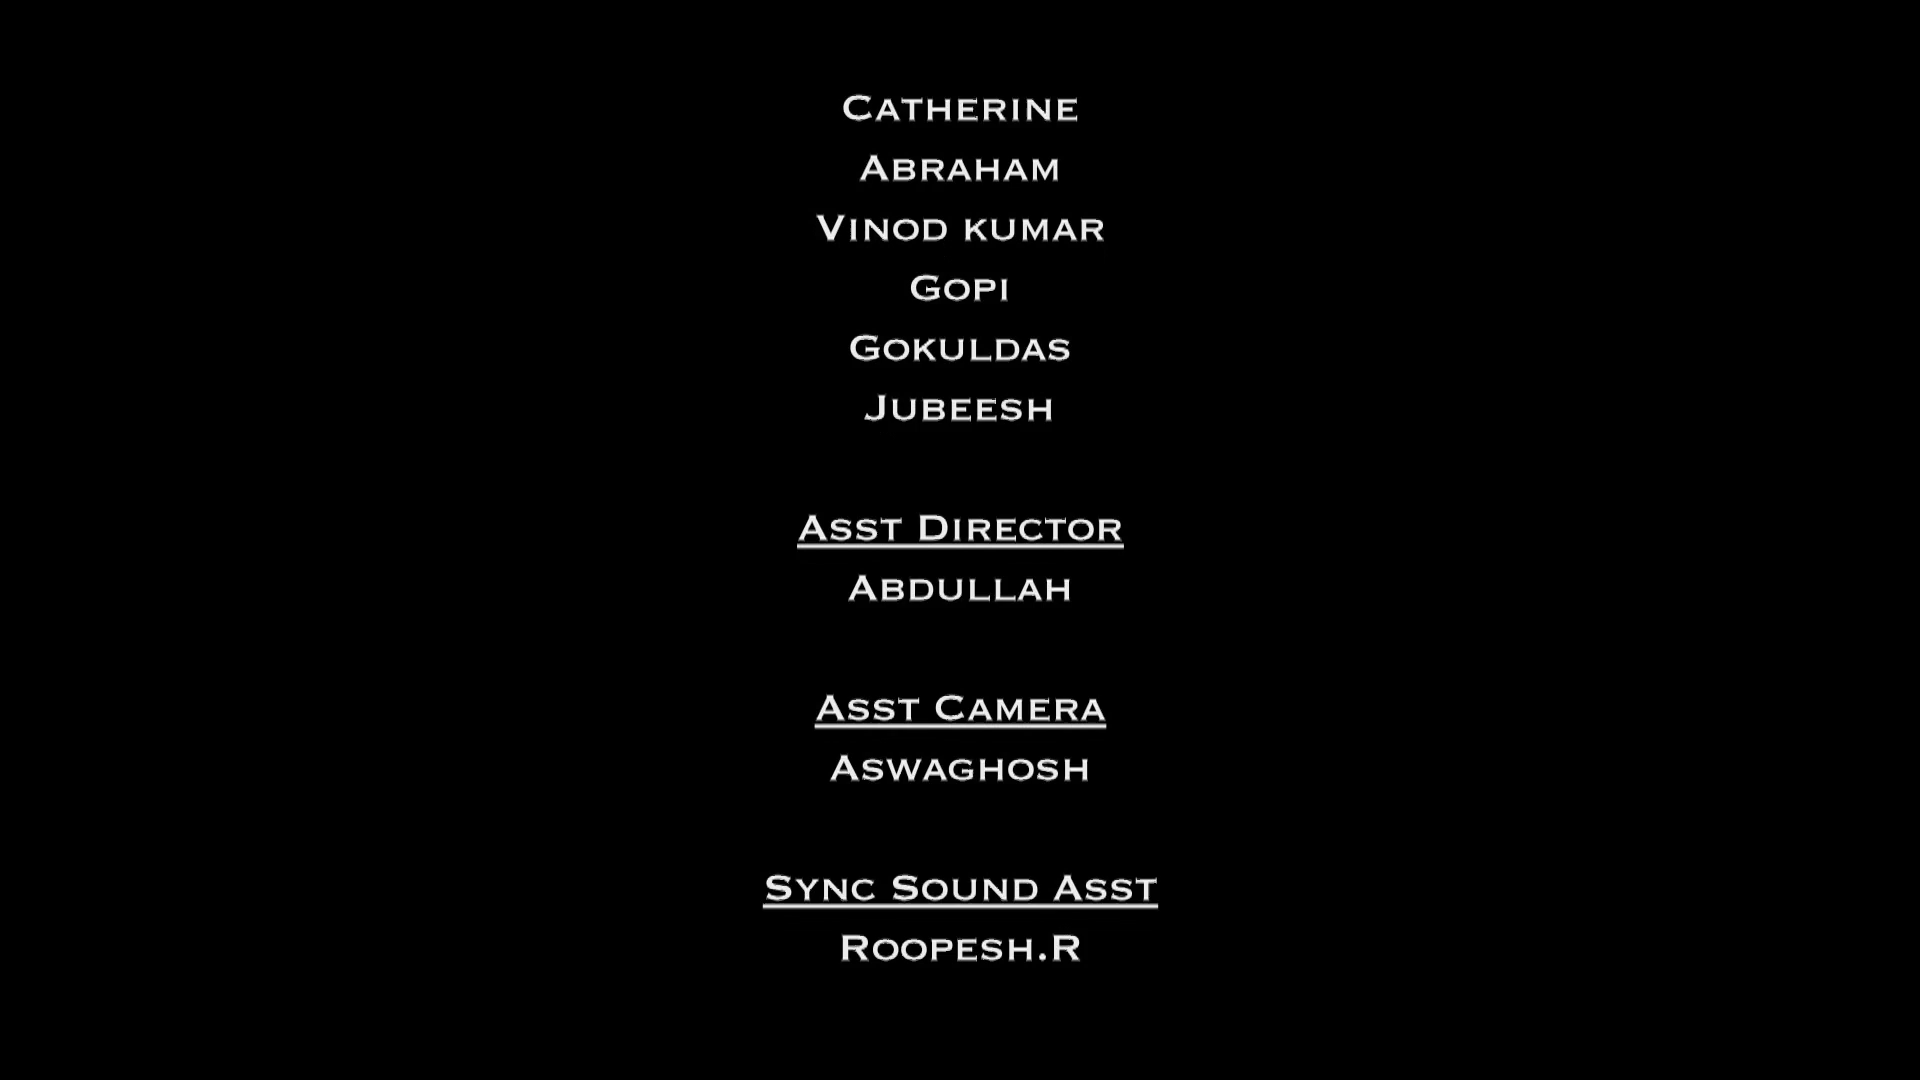 Catherine
Abraham
Vinod kumar
Gopi
Gokuldas
Jubeesh
Asst Director
Abdullah
Asst Camera
Aswaghosh
Sync Sound Asst
Roopesh.R